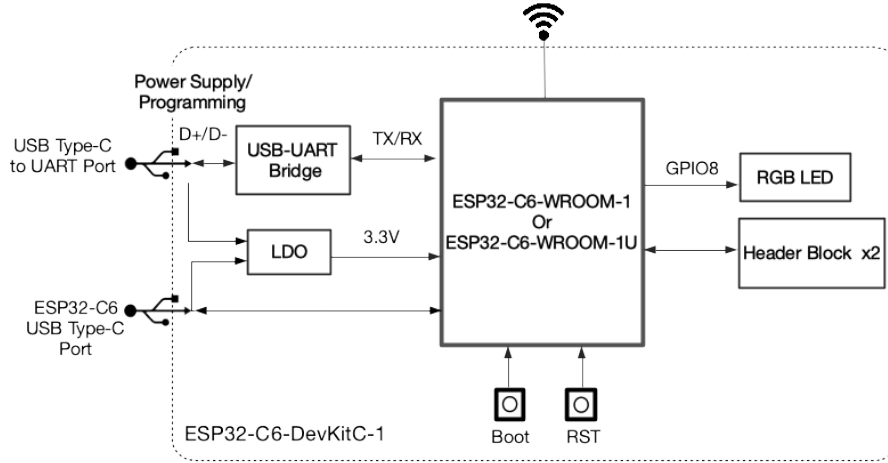 Power Supply/
Programming
USB Type-C
to UART Port
D+/D-
USB-UART
Bridge
TX/RX
ESP32-C6-WROOM-1
Or
ESP32-C6-WROOM-1U
GPIO8
RGB LED
LDO
3.3V
Header Block x2
ESP32-C6
USB Type-C
Port
Boot
RST
ESP32-C6-DevKitC-1